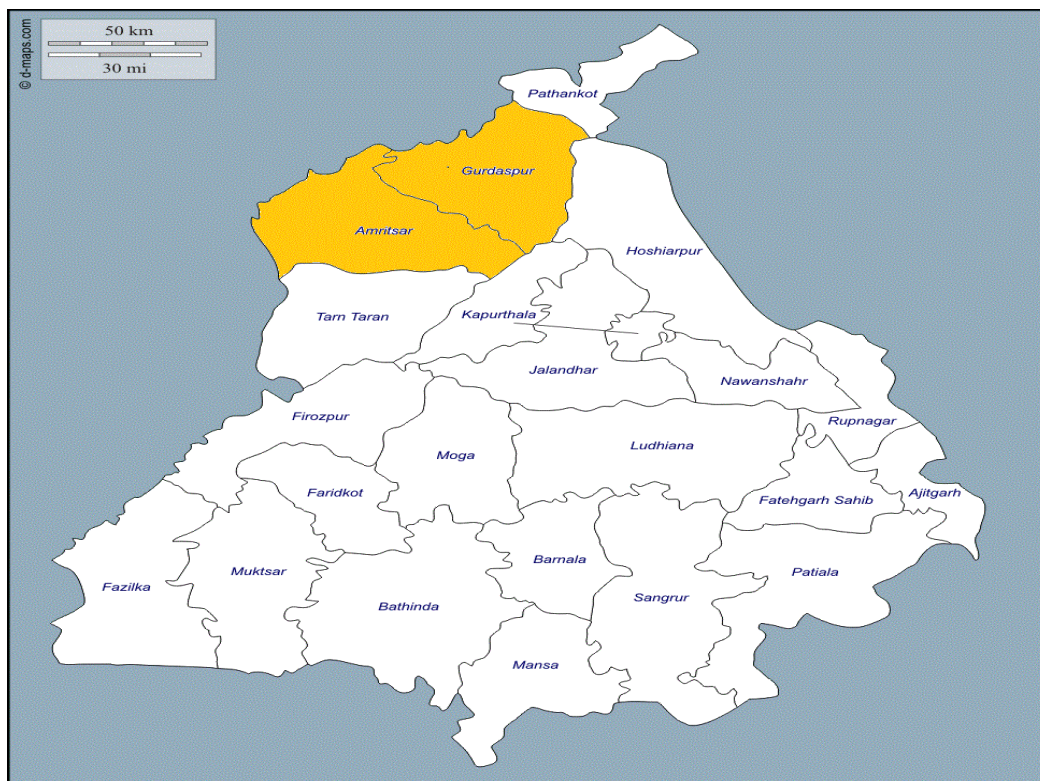 50 km
30 mi
© d-maps.com
Pathankot
Gurdaspur
Amritsar
Hoshiarpur
Tarn Taran
Kapurthala
Jalandhar
Nawanshahr
Firozpur
Rupnagar
Ludhiana
Moga
Faridkot
Fatehgarh Sahib
Ajitgarh
Barnala
Muktsar
Patiala
Fazilka
Sangrur
Bathinda
Mansa